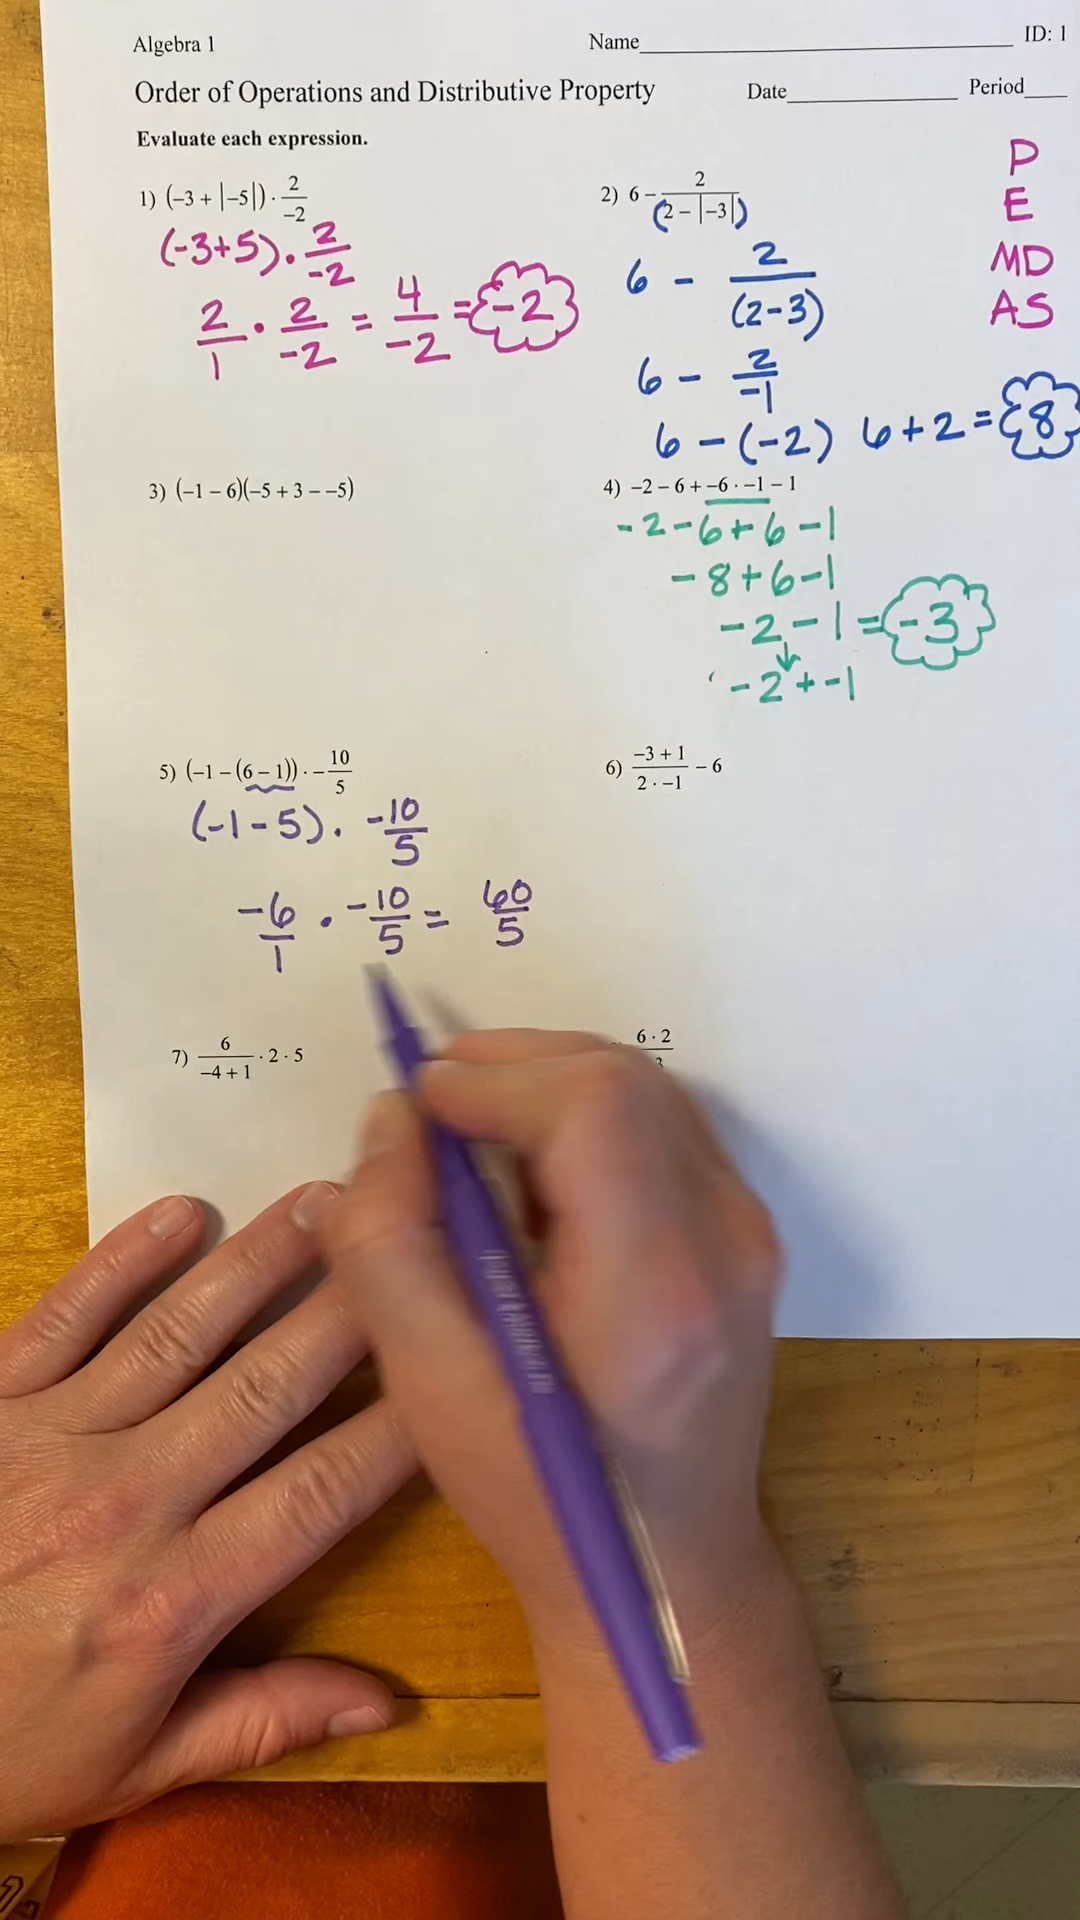 Algebra 1
Name
ID: 1
Order of Operations and Distributive Property
Date
Period
Evaluate each expression.
P
E
MD
AS
1) (−3 + |−5|) · 2/−2
(-3+5) · 2/-2
2/1 · 2/-2 = 4/-2 = -2
2) 6 − 2/(2 − |−3|)
6 - 2/(2-3)
6 - 2/-1
6 - (-2) 6+2 = 8
3) (−1 − 6)(−5 + 3 − −5)
4) −2 − 6 + −6 · −1 − 1
-2-6+6-1
-8+6-1
-2-1 = -3
-2+-1
5) (−1 − (6 − 1)) · −10/5
(-1-5) · -10/5
-6/1 · -10/5 = 60/5
6) −3 + 1/2 · −1 − 6
7) 6/−4 + 1 · 2 · 5
6 · 2
3